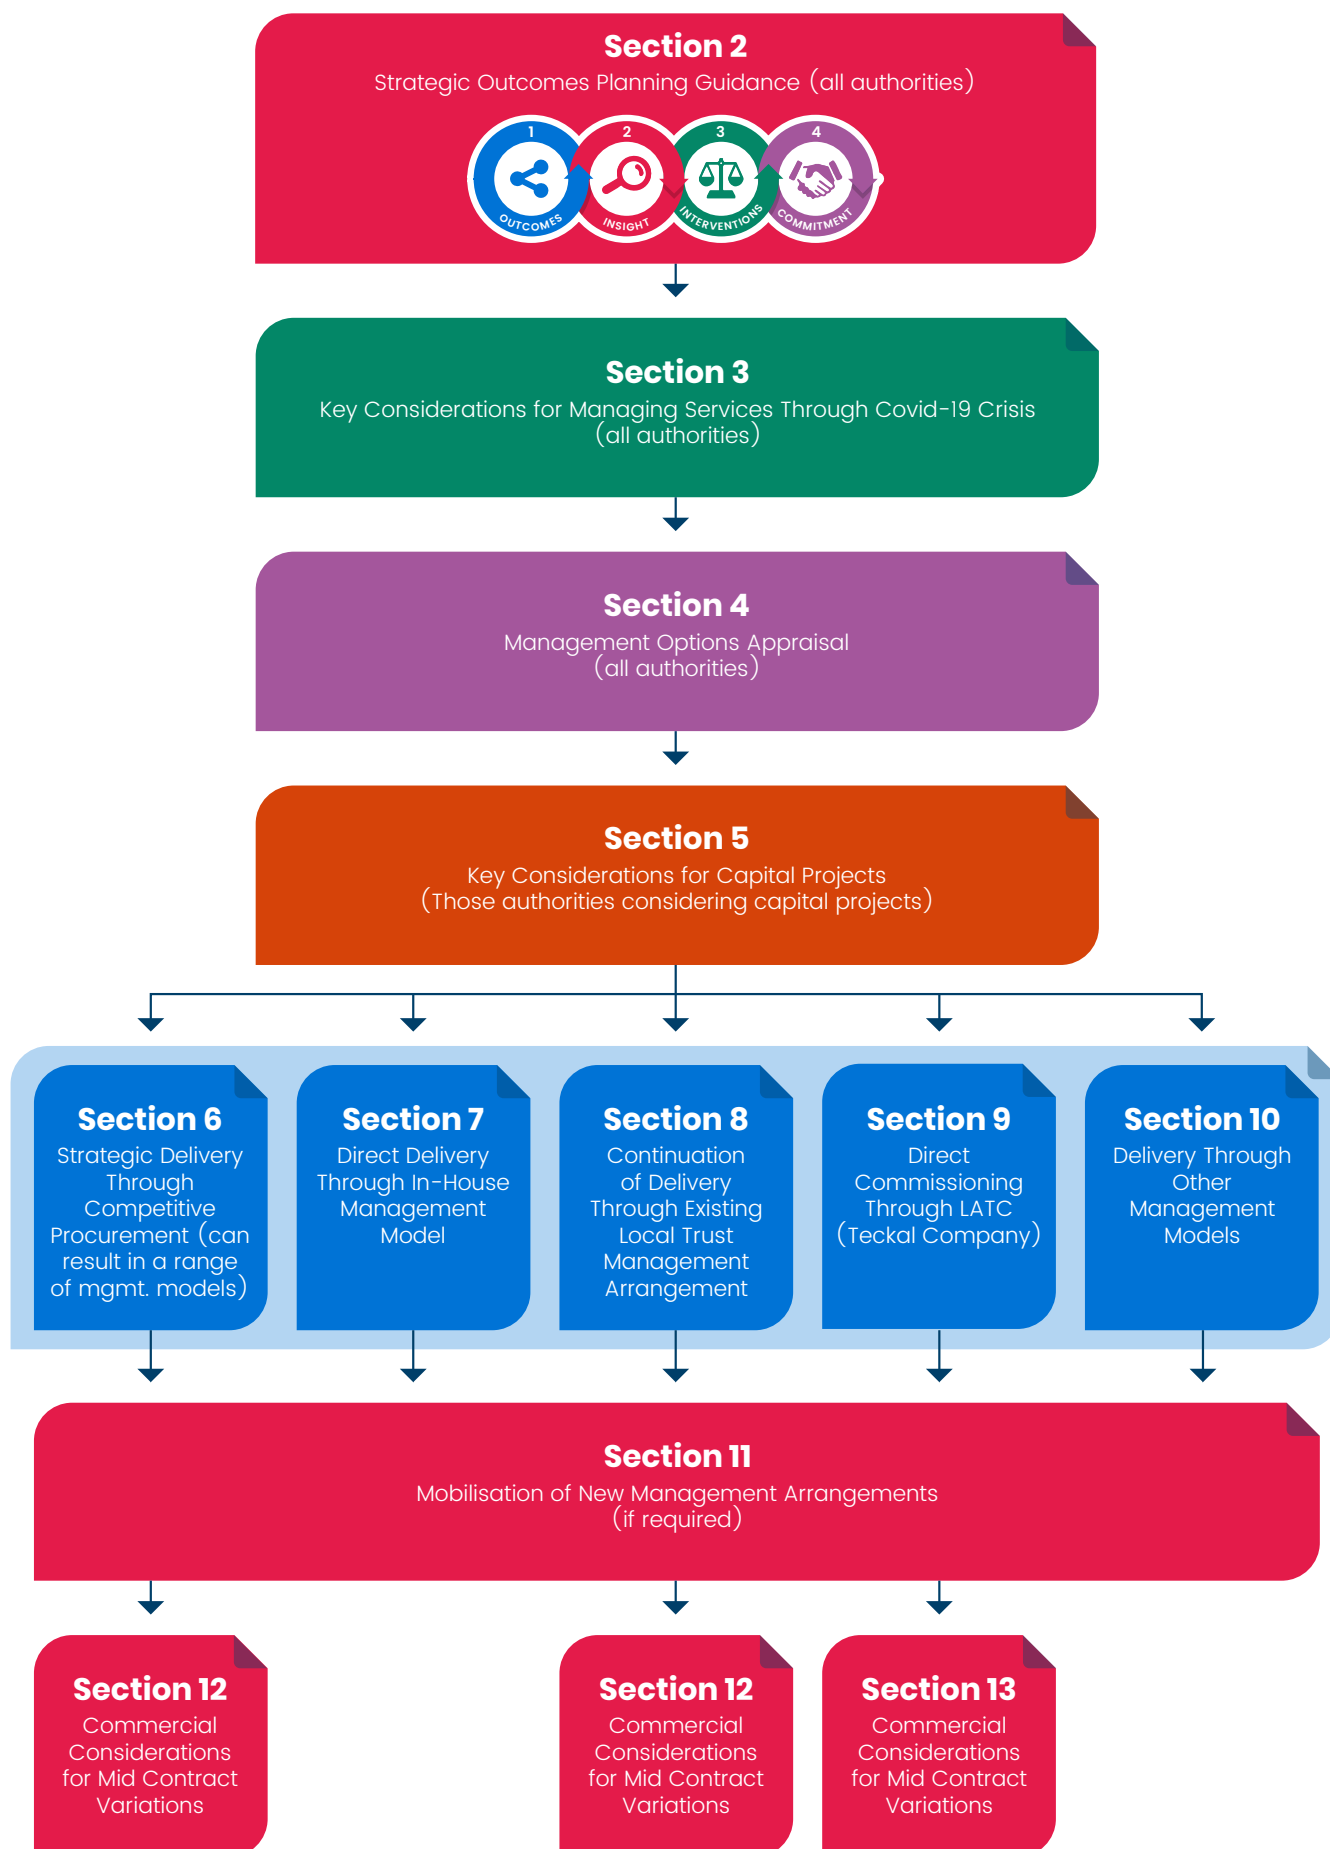 Section 2
Strategic Outcomes Planning Guidance (all authorities)
1
2
3
4
OUTCOMES
INSIGHT
INTERVENTIONS
COMMITMENT
Section 3
Key Considerations for Managing Services Through Covid-19 Crisis
(all authorities)
Section 4
Management Options Appraisal
(all authorities)
Section 5
Key Considerations for Capital Projects
(Those authorities considering capital projects)
Section 6
Strategic Delivery
Through
Competitive
Procurement (can
result in a range
of mgmt. models)
Section 7
Direct Delivery
Through In-House
Management
Model
Section 8
Continuation
of Delivery
Through Existing
Local Trust
Management
Arrangement
Section 9
Direct
Commissioning
Through LATC
(Teckal Company)
Section 10
Delivery Through
Other
Management
Models
Section 11
Mobilisation of New Management Arrangements
(if required)
Section 12
Commercial
Considerations
for Mid Contract
Variations
Section 12
Commercial
Considerations
for Mid Contract
Variations
Section 13
Commercial
Considerations
for Mid Contract
Variations